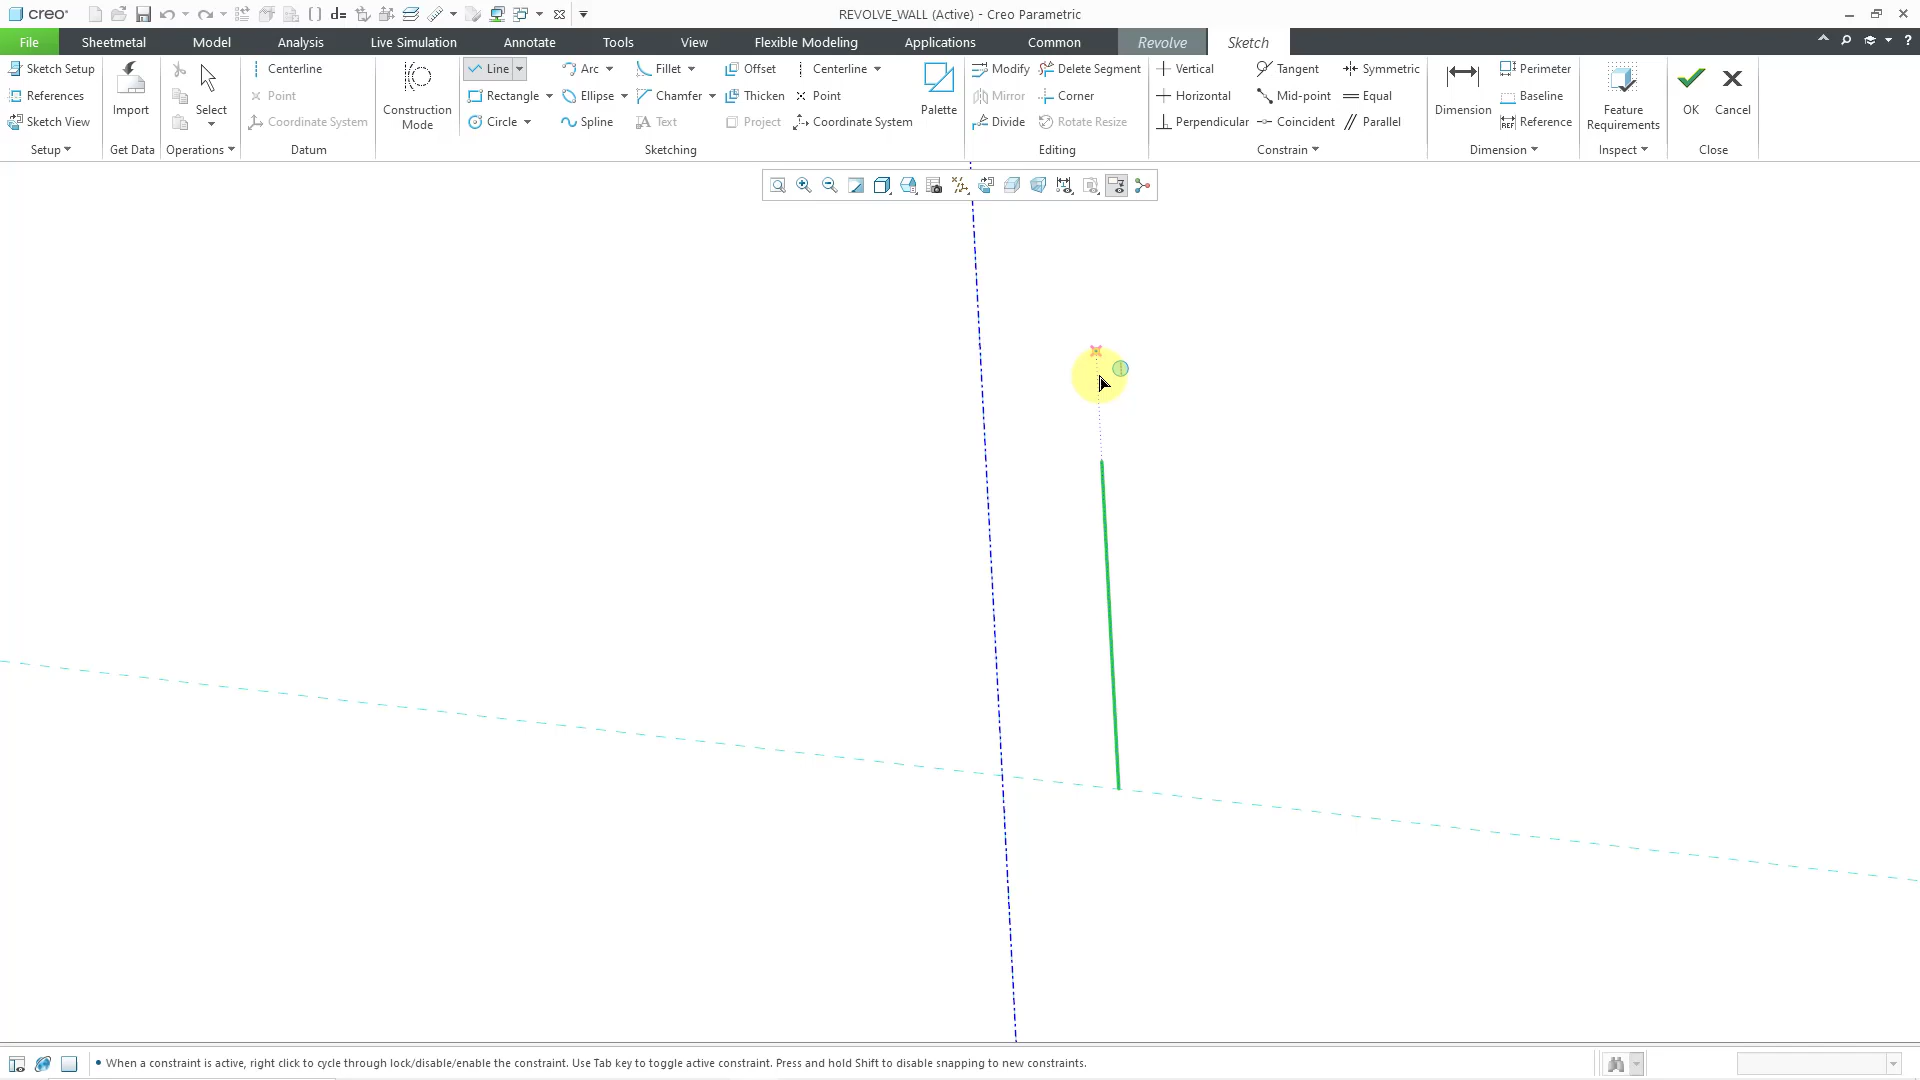 creo
d=
REVOLVE_WALL (Active) - Creo Parametric
File Sheetmetal Model Analysis Live Simulation Annotate Tools View Flexible Modeling Applications Common Revolve Sketch
Sketch Setup
References
Sketch View
Setup
Import
Get Data
Select
Operations
Centerline
Point
Coordinate System
Datum
Construction
Mode
Line Arc Fillet Offset Centerline
Rectangle Ellipse Chamfer Thicken Point
Circle Spline Text Project Coordinate System
Palette
Sketching
Modify Delete Segment
Mirror Corner
Divide Rotate Resize
Editing
Vertical Tangent Symmetric
Horizontal Mid-point Equal
Perpendicular Coincident Parallel
Constrain
Dimension
Perimeter
Baseline
REF Reference
Dimension
Feature
Requirements
Inspect
OK Cancel
Close
• When a constraint is active, right click to cycle through lock/disable/enable the constraint. Use Tab key to toggle active constraint. Press and hold Shift to disable snapping to new constraints.